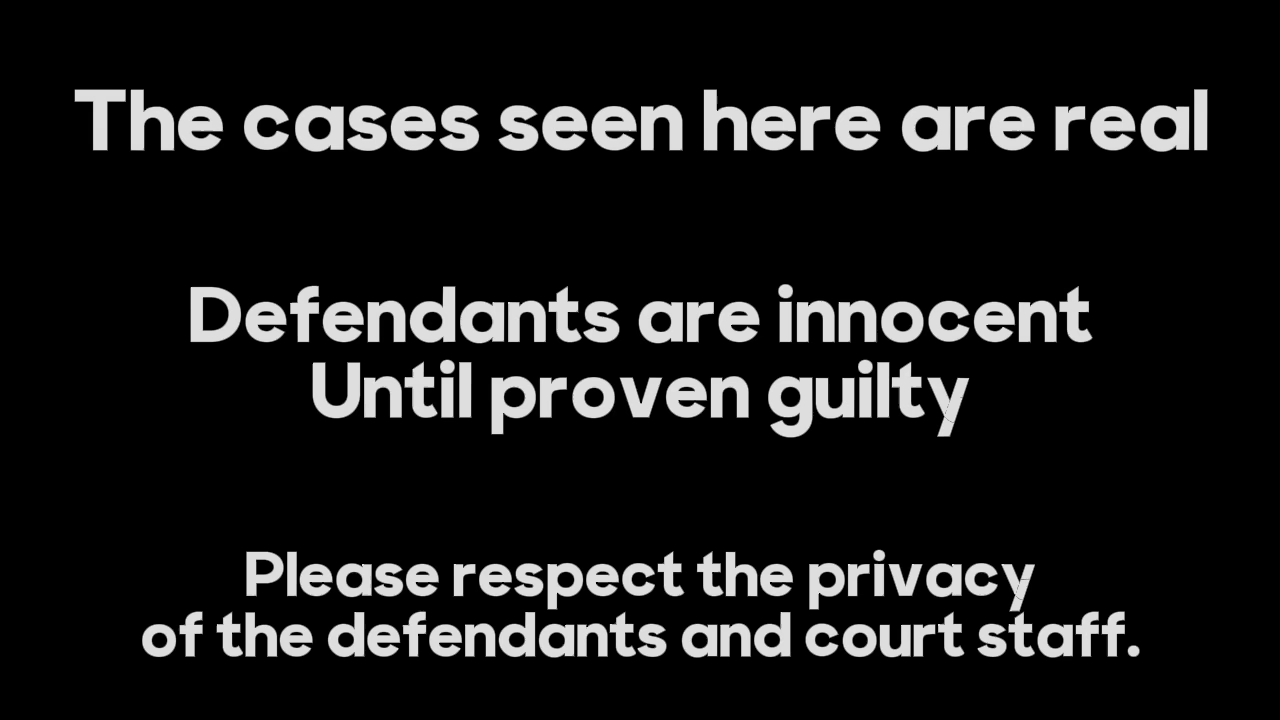 The cases seen here are real
Defendants are innocent
Until proven guilty
Please respect the privacy
of the defendants and court staff.